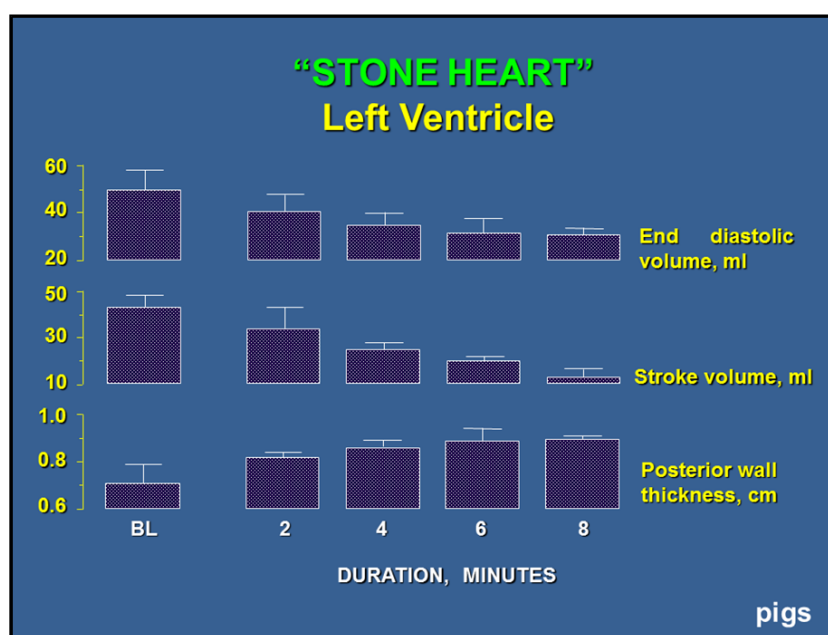 “STONE HEART”
Left Ventricle
60
40
20
End diastolic
volume, ml
50
30
10
Stroke volume, ml
1.0
0.8
0.6
Posterior wall
thickness, cm
BL 2 4 6 8
DURATION, MINUTES
pigs